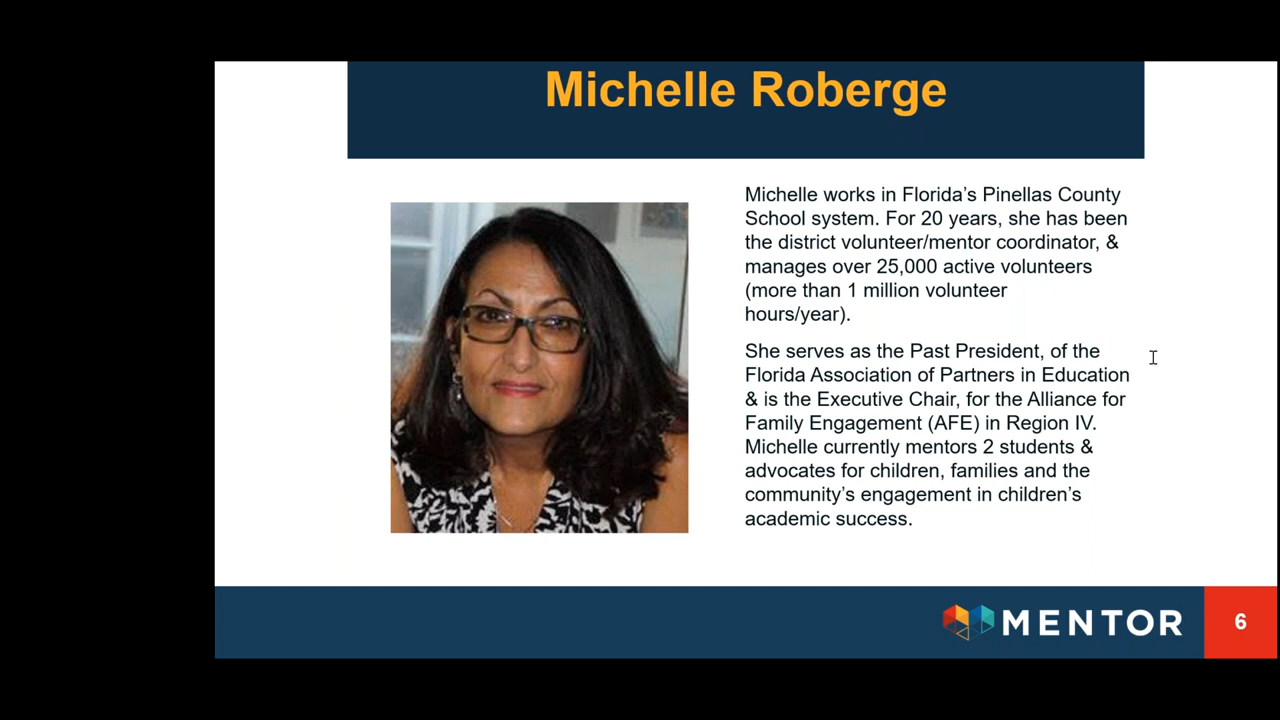 Michelle Roberge
Michelle works in Florida’s Pinellas County
School system. For 20 years, she has been
the district volunteer/mentor coordinator, &
manages over 25,000 active volunteers
(more than 1 million volunteer
hours/year).
She serves as the Past President, of the
Florida Association of Partners in Education
& is the Executive Chair, for the Alliance for
Family Engagement (AFE) in Region IV.
Michelle currently mentors 2 students &
advocates for children, families and the
community’s engagement in children’s
academic success.
MENTOR
6